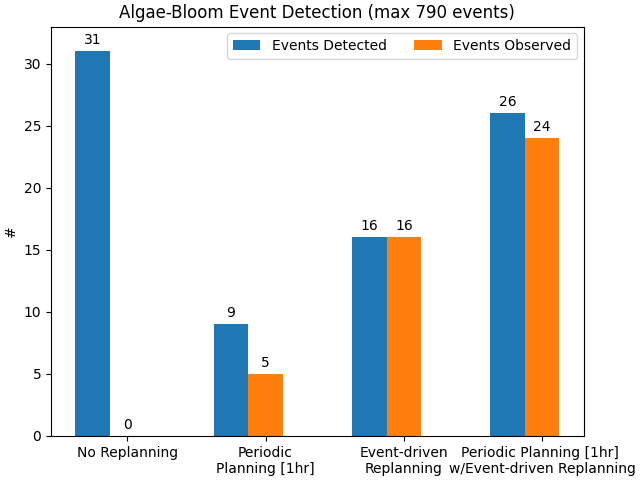 Algae-Bloom Event Detection (max 790 events)
Events Detected
Events Observed
#
30
25
20
15
10
5
0
31
0
9
5
16
16
26
24
No Replanning
Periodic
Planning [1hr]
Event-driven
Replanning
Periodic Planning [1hr]
w/Event-driven Replanning